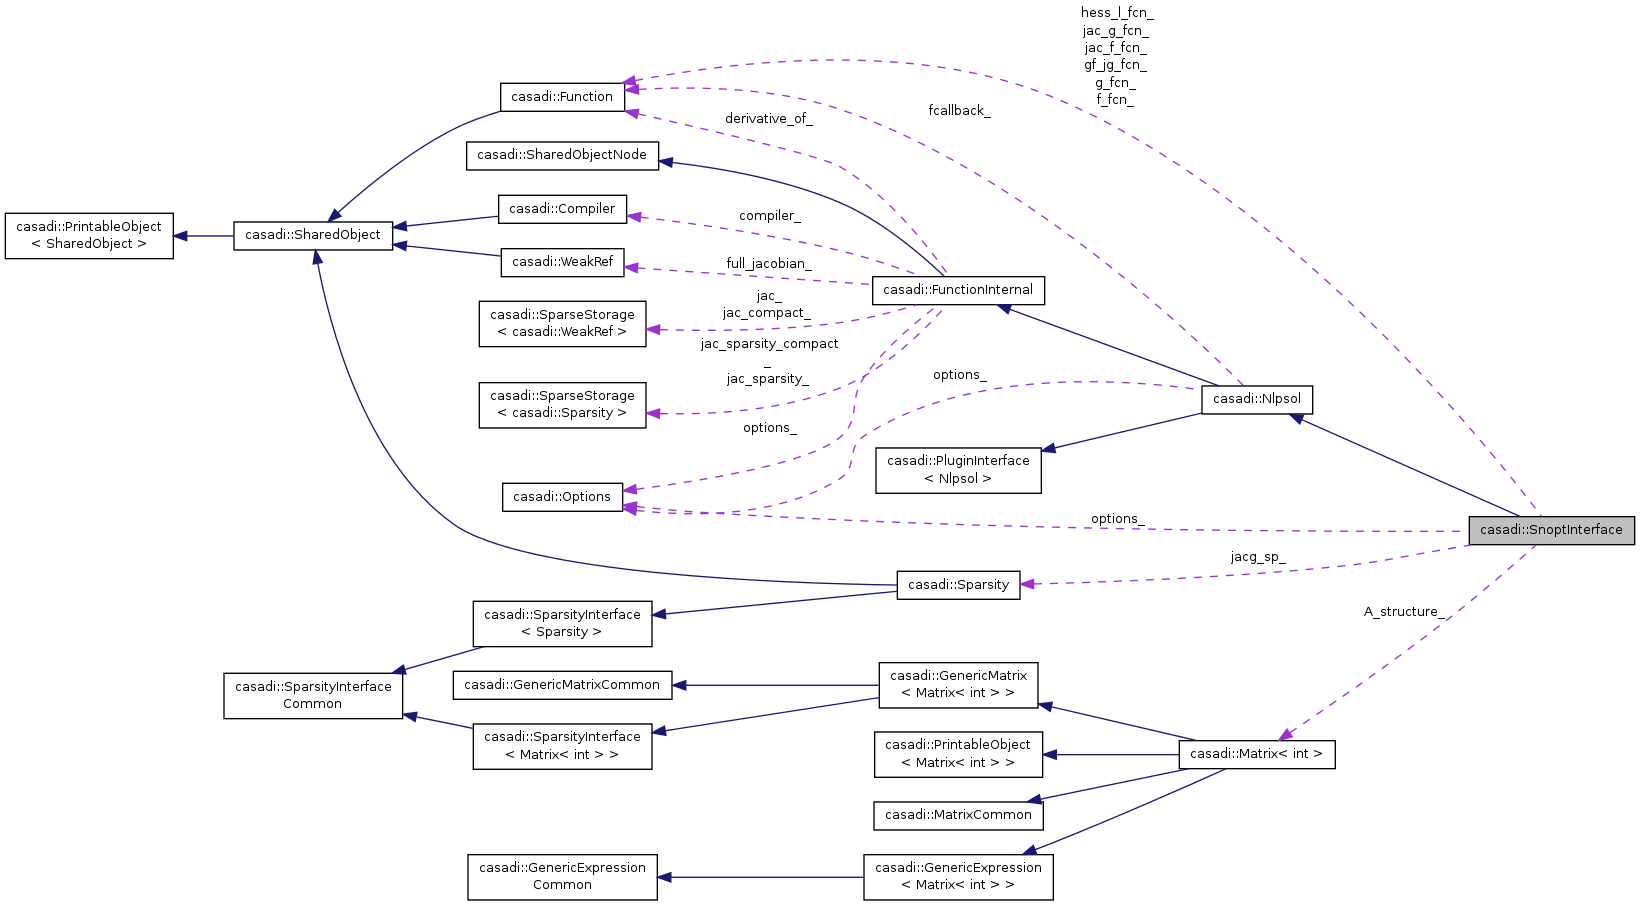 hess_l_fcn_
jac_g_fcn_
jac_f_fcn_
gf_jg_fcn_
g_fcn_
f_fcn_
casadi::Function
fcallback_
derivative_of_
casadi::SharedObjectNode
casadi::Compiler
compiler_
casadi::PrintableObject
< SharedObject >
casadi::SharedObject
casadi::WeakRef
full_jacobian_
casadi::FunctionInternal
casadi::SparseStorage
< casadi::WeakRef >
jac_
jac_compact_
jac_sparsity_compact
_
jac_sparsity_
casadi::SparseStorage
< casadi::Sparsity >
options_
casadi::Nlpsol
options_
casadi::PluginInterface
< Nlpsol >
casadi::Options
options_
casadi::SnoptInterface
jacg_sp_
casadi::Sparsity
casadi::SparsityInterface
< Sparsity >
A_structure_
casadi::SparsityInterface
Common
casadi::GenericMatrixCommon
casadi::GenericMatrix
< Matrix< int > >
casadi::SparsityInterface
< Matrix< int > >
casadi::PrintableObject
< Matrix< int > >
casadi::Matrix< int >
casadi::MatrixCommon
casadi::GenericExpression
Common
casadi::GenericExpression
< Matrix< int > >